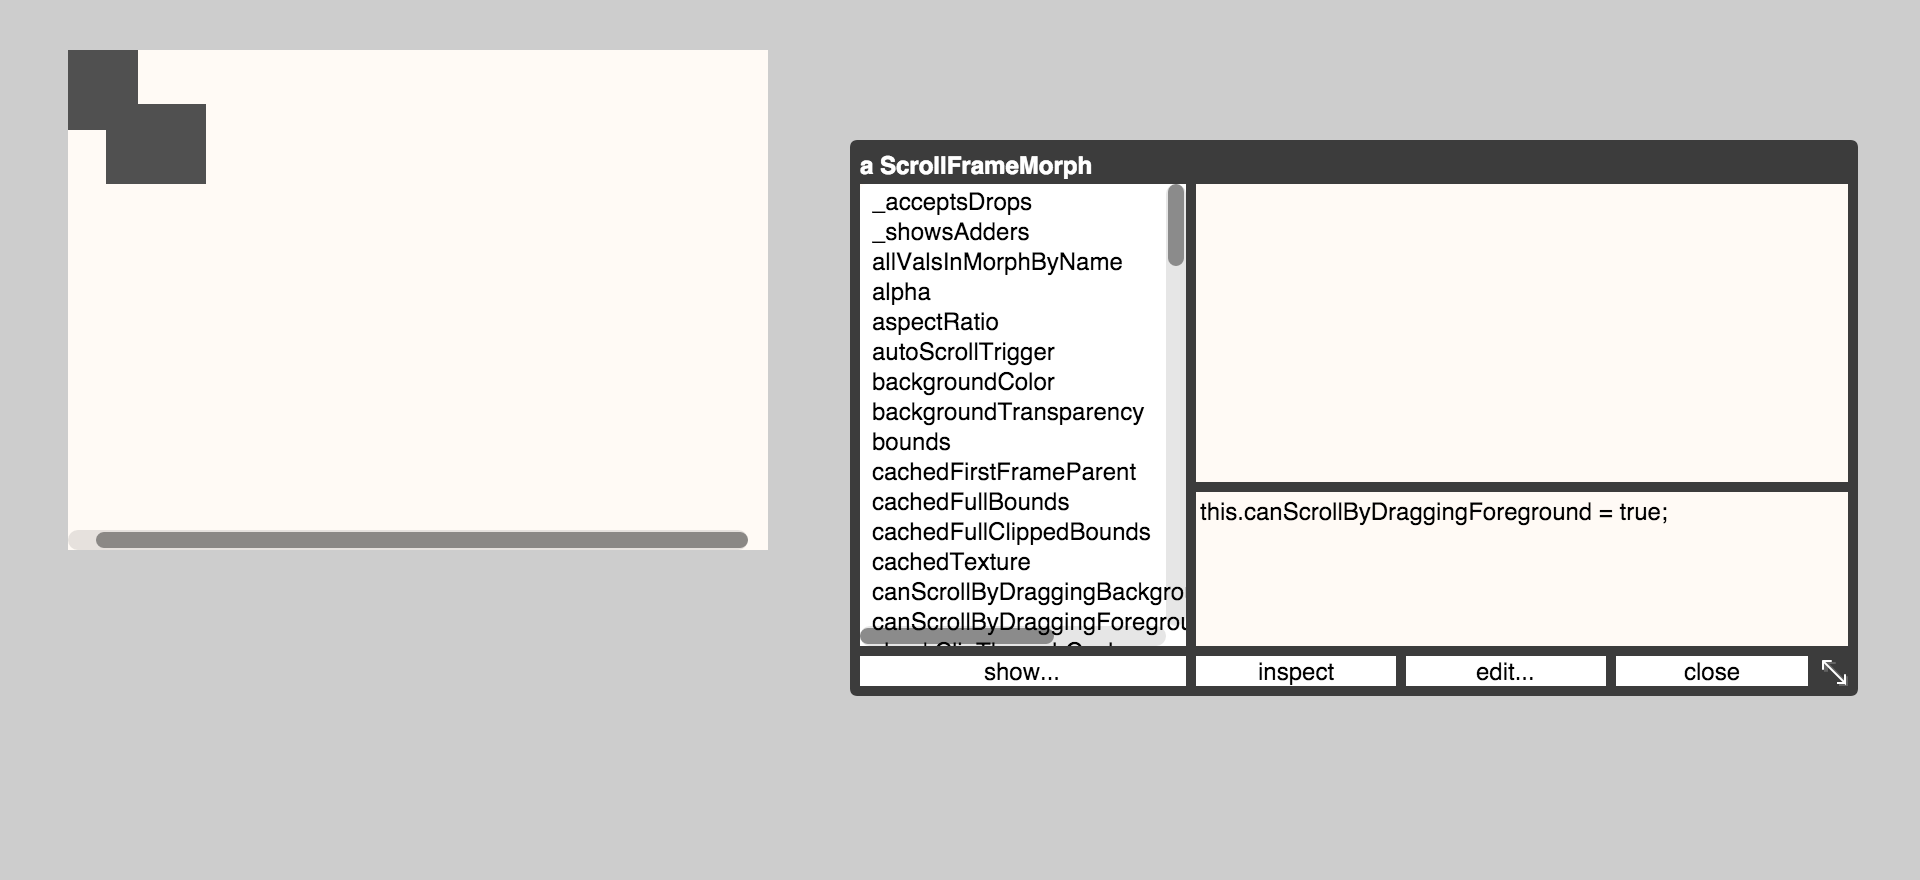 a ScrollFrameMorph
_acceptsDrops
_showsAdders
allValsInMorphByName
alpha
aspectRatio
autoScrollTrigger
backgroundColor
backgroundTransparency
bounds
cachedFirstFrameParent
cachedFullBounds
cachedFullClippedBounds
cachedTexture
canScrollByDraggingBackgro
canScrollByDraggingForegrou
this.canScrollByDraggingForeground = true;
show...
inspect
edit...
close